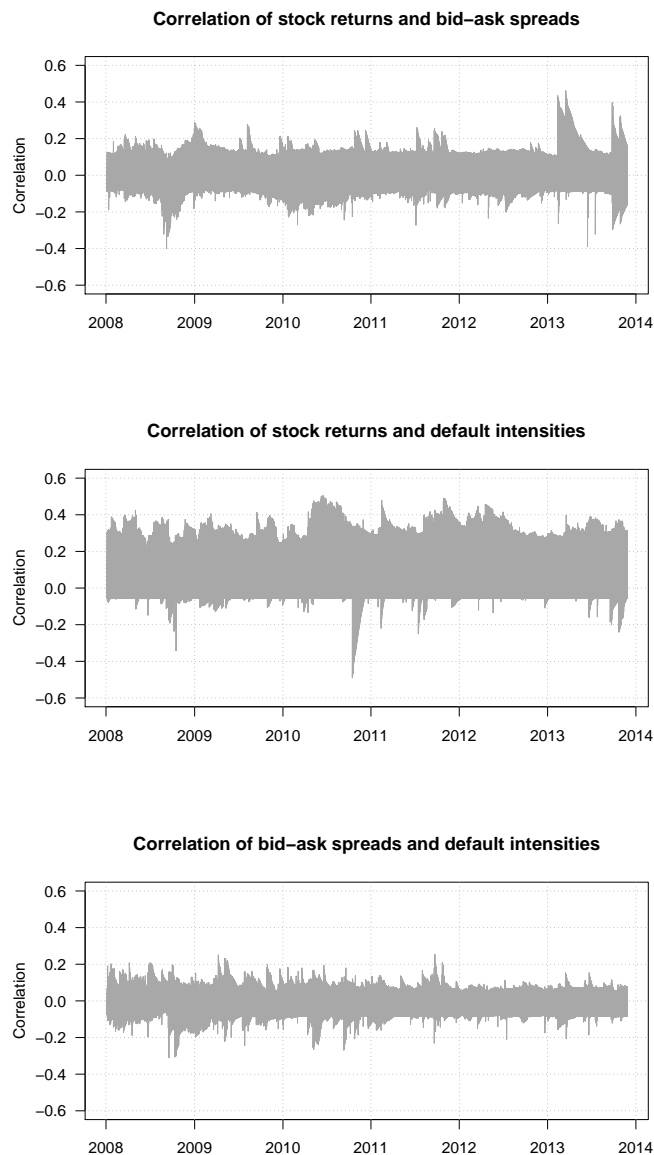 Correlation of stock returns and bid−ask spreads
0.6
0.4
0.2
0.0
−0.2
−0.4
−0.6
Correlation
2008 2009 2010 2011 2012 2013 2014
Correlation of stock returns and default intensities
0.6
0.4
0.2
0.0
−0.2
−0.4
−0.6
Correlation
2008 2009 2010 2011 2012 2013 2014
Correlation of bid−ask spreads and default intensities
0.6
0.4
0.2
0.0
−0.2
−0.4
−0.6
Correlation
2008 2009 2010 2011 2012 2013 2014